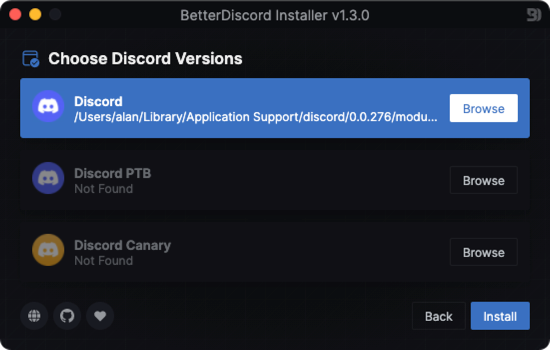 BetterDiscord Installer v1.3.0
Choose Discord Versions
Discord
/Users/alan/Library/Application Support/discord/0.0.276/modu...
Browse
Discord PTB
Not Found
Browse
Discord Canary
Not Found
Browse
Back
Install